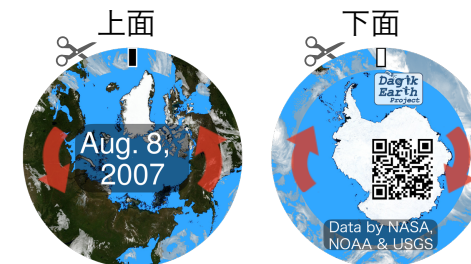 上面
下面
Dagik
Earth
Project
Aug. 8,
2007
Data by NASA,
NOAA & USGS